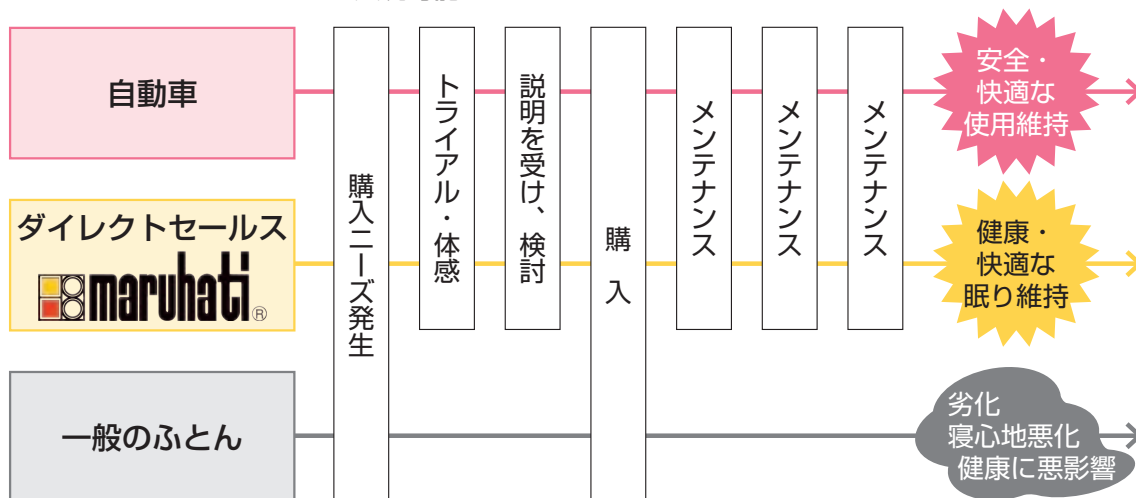 自動車
ダイレクトセールス
maruhati®
一般のふとん
購入ニーズ発生
トライアル・体感
説明を受け、検討
購入
メンテナンス
メンテナンス
メンテナンス
安全・
快適な
使用維持
健康・
快適な
眠り維持
劣化
寝心地悪化
健康に悪影響